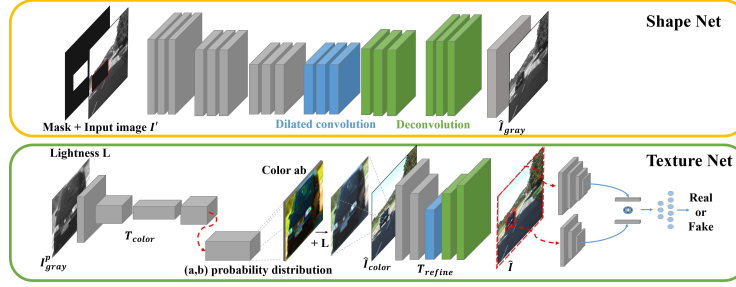 Shape Net
Mask + Input image I'
Dilated convolution
Deconvolution
Î_gray
Texture Net
Lightness L
Color ab
+ L
T_color
I^p_gray
(a,b) probability distribution
Î_color
T_refine
Î
Real
or
Fake